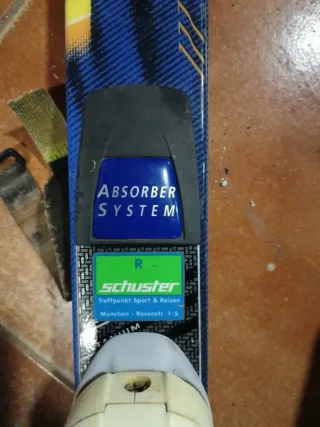 ABSORBER
SYSTEM
R
schuster
Treffpunkt Sport & Reisen
München - Rosenstr. 1-5